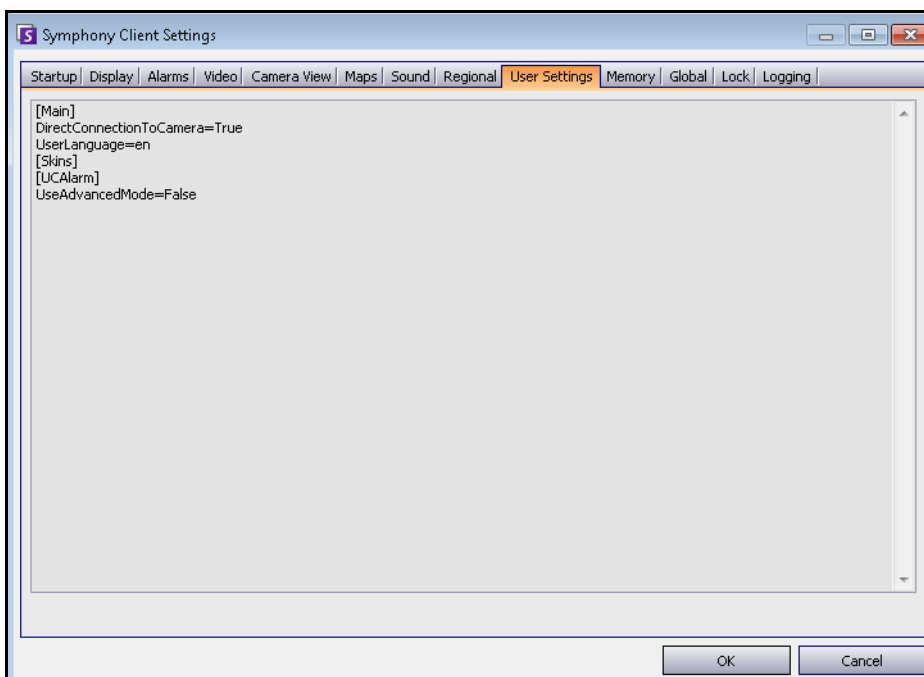 Symphony Client Settings
Startup Display Alarms Video Camera View Maps Sound Regional User Settings Memory Global Lock Logging
[Main]
DirectConnectionToCamera=True
UserLanguage=en
[Skins]
[UCAlarm]
UseAdvancedMode=False
OK Cancel